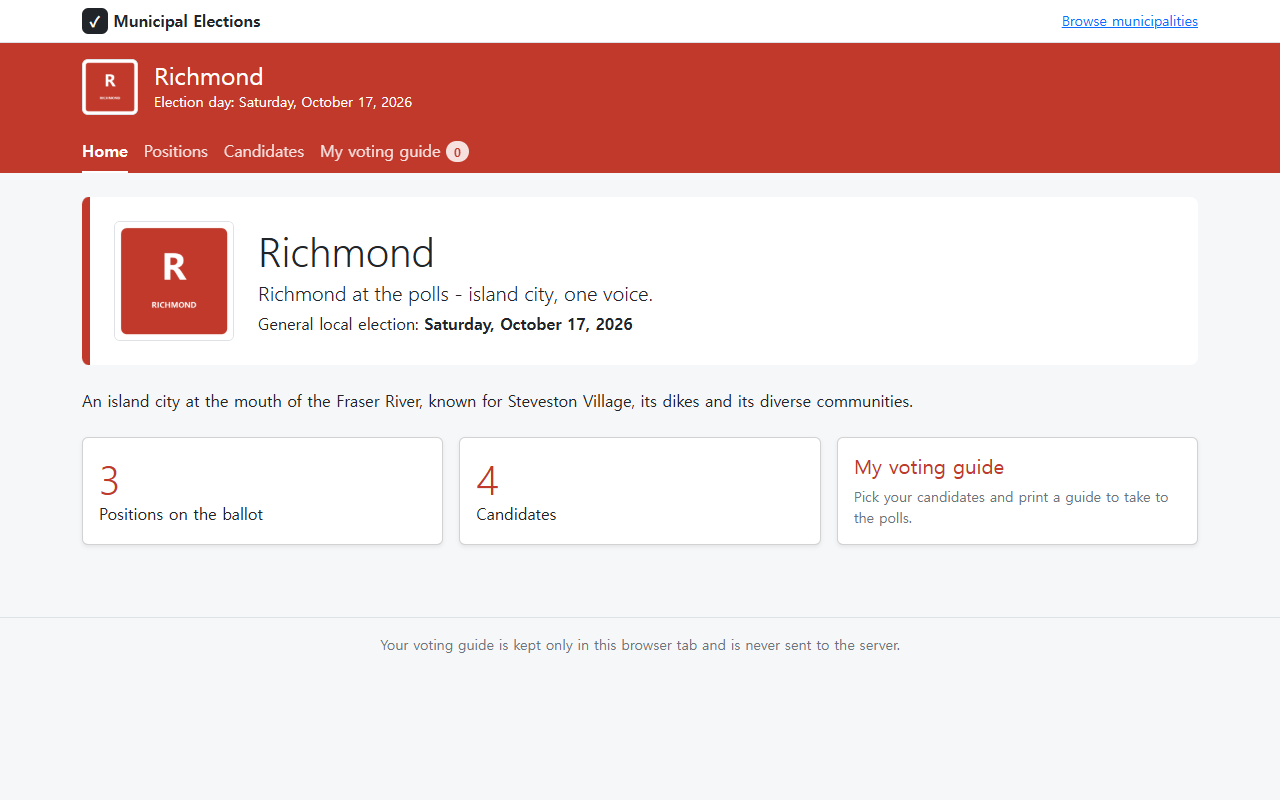 ✓ Municipal Elections
Browse municipalities
R
RICHMOND
Richmond
Election day: Saturday, October 17, 2026
Home
Positions
Candidates
My voting guide 0
R
RICHMOND
Richmond
Richmond at the polls - island city, one voice.
General local election: Saturday, October 17, 2026
An island city at the mouth of the Fraser River, known for Steveston Village, its dikes and its diverse communities.
3
Positions on the ballot
4
Candidates
My voting guide
Pick your candidates and print a guide to take to
the polls.
Your voting guide is kept only in this browser tab and is never sent to the server.